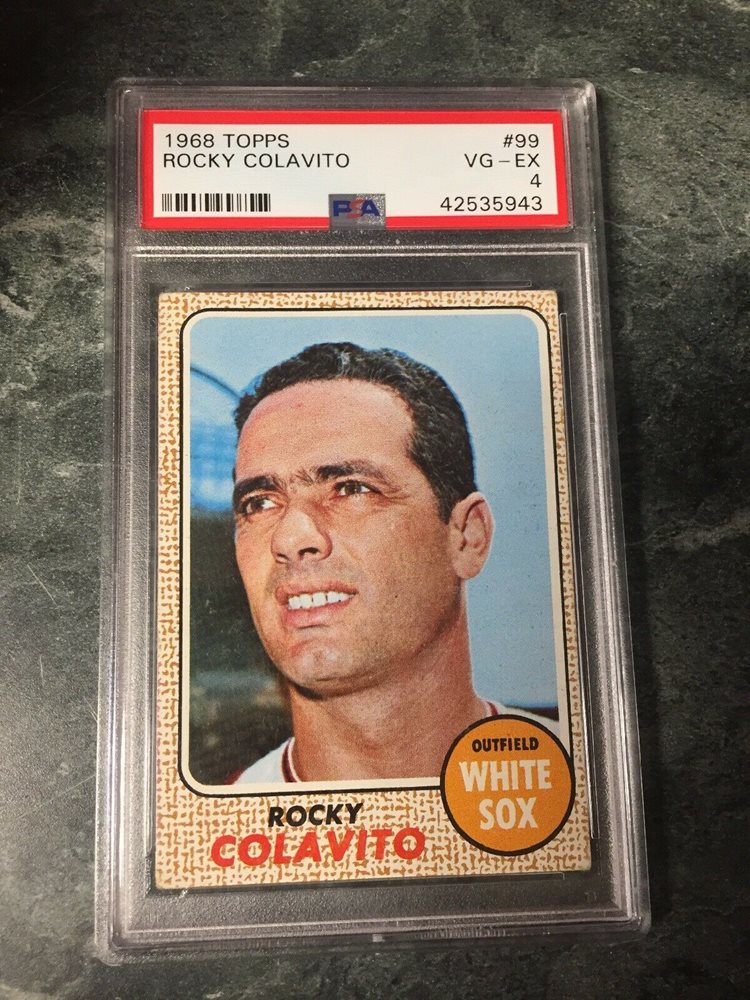 1968 TOPPS #99
ROCKY COLAVITO VG-EX
4
PSA 42535943
OUTFIELD
WHITE
SOX
ROCKY
COLAVITO